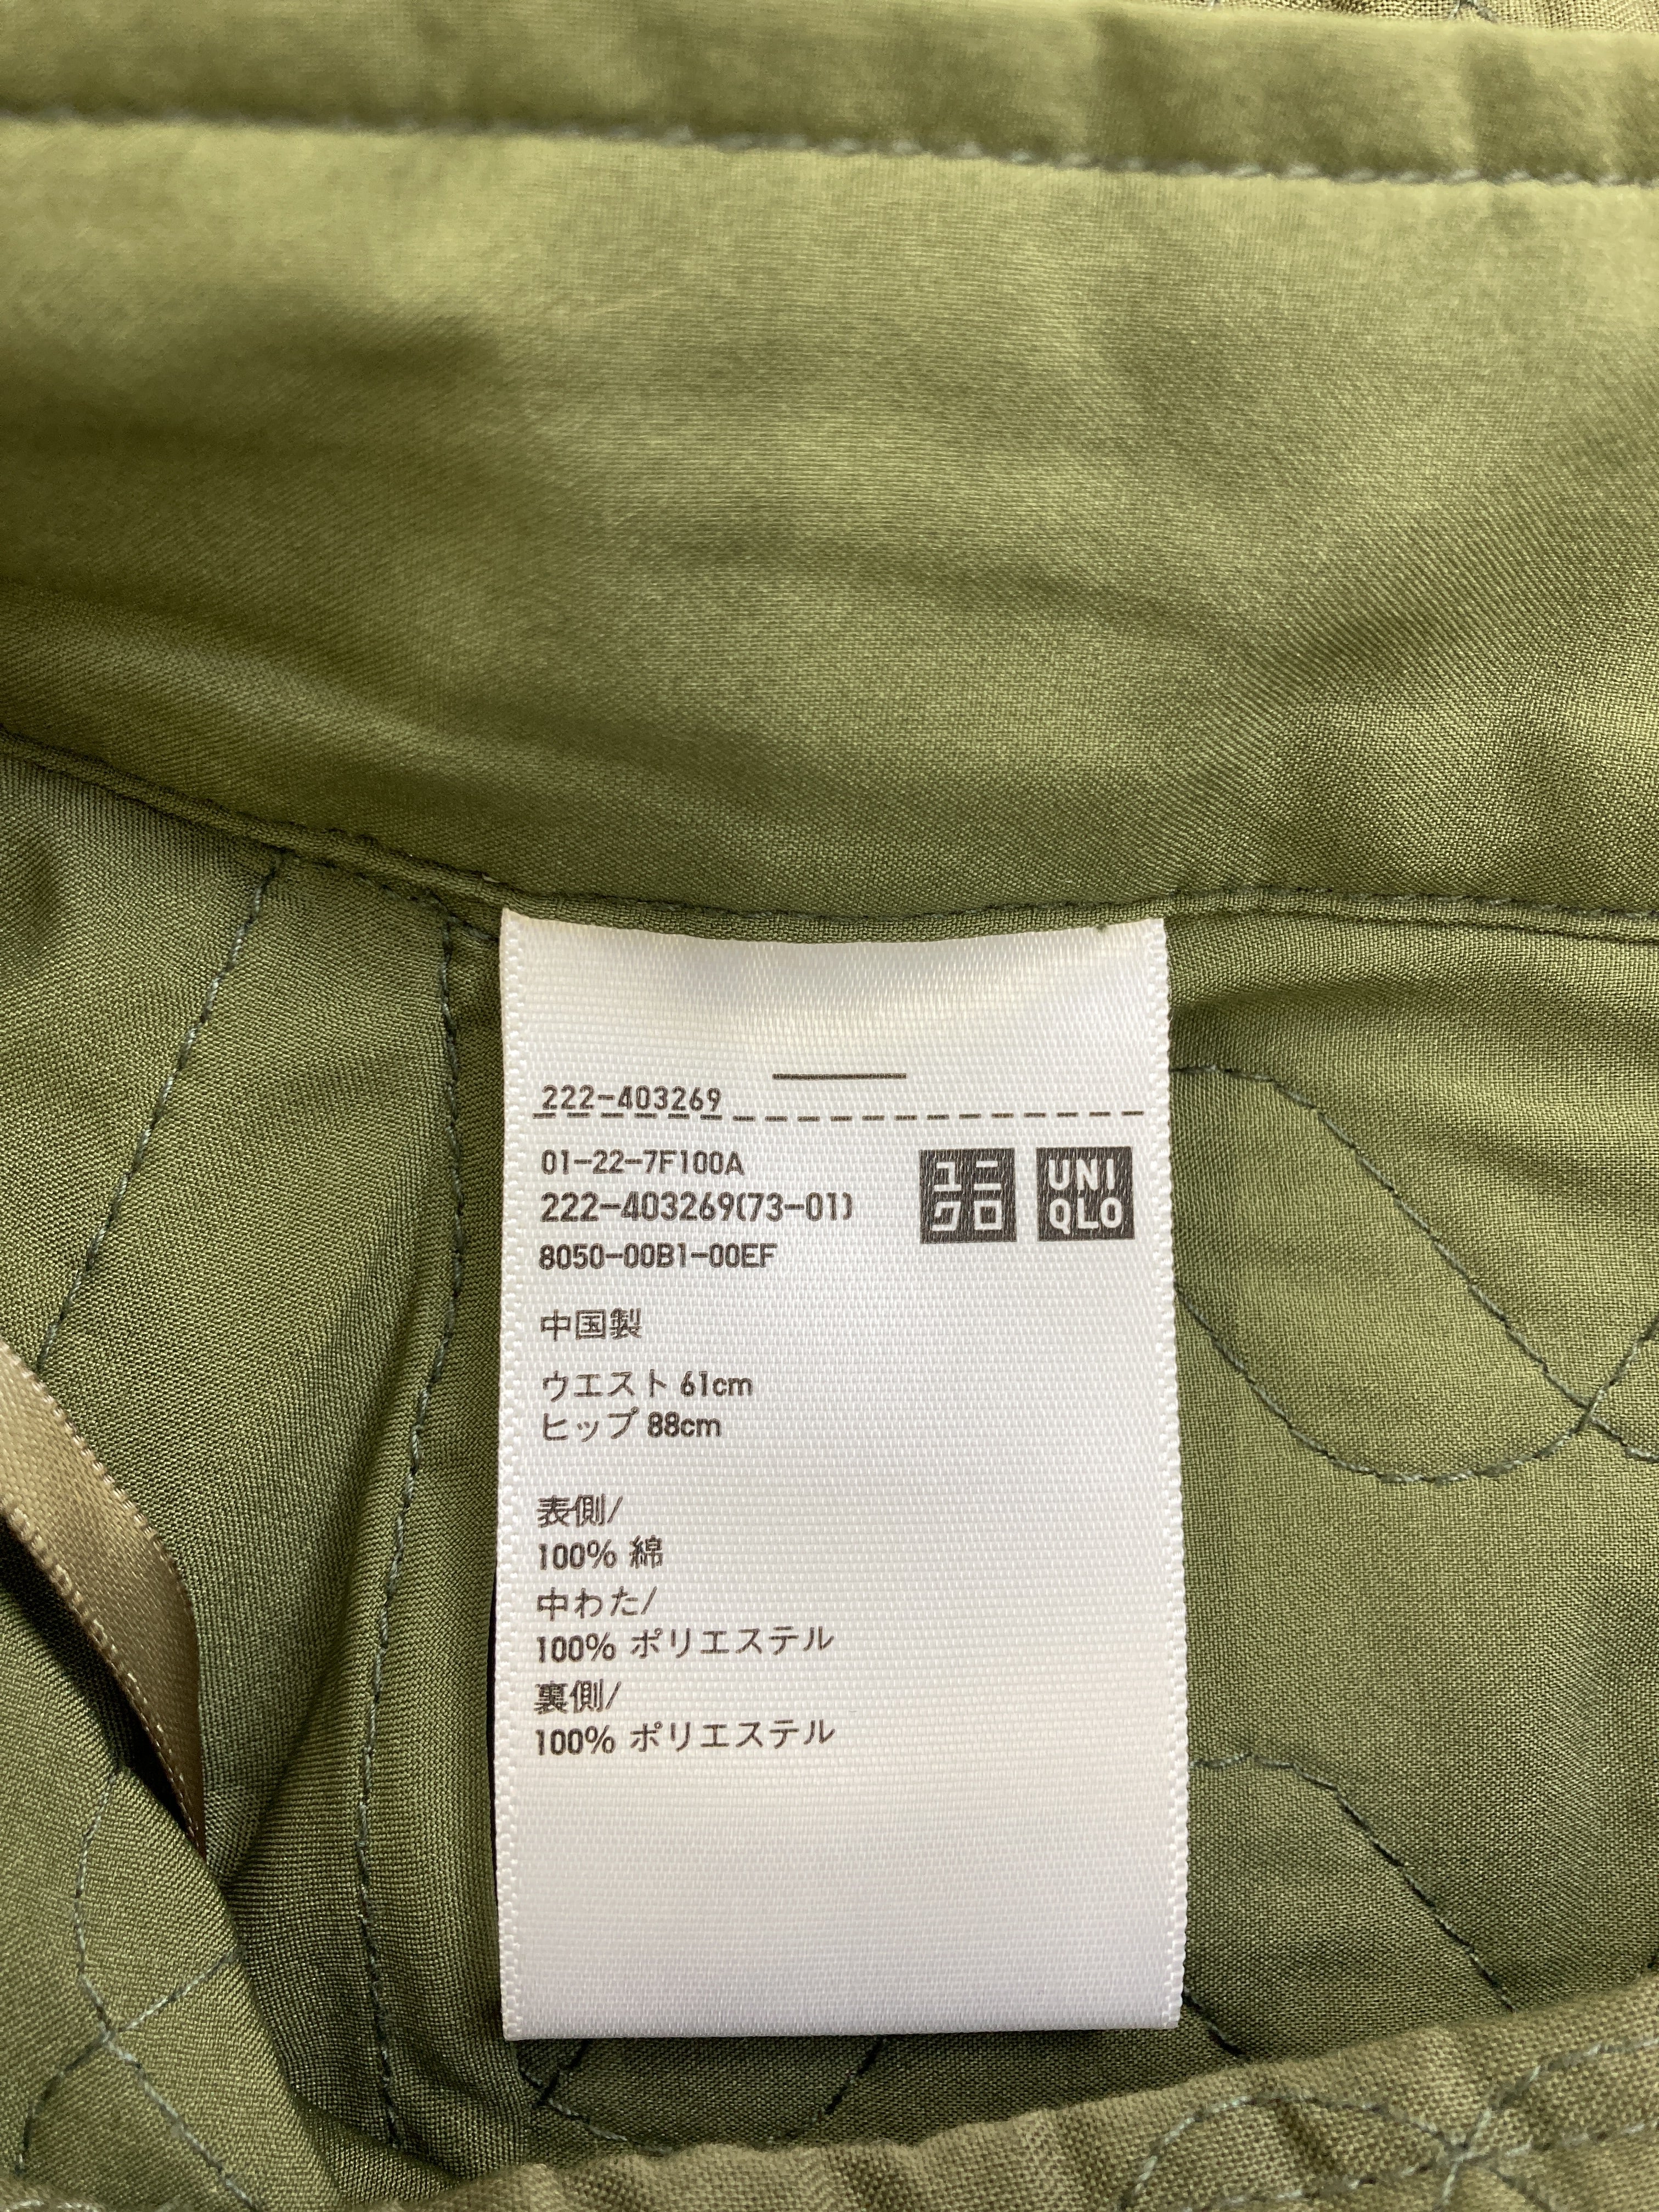 222-403269
01-22-7F100A
222-403269(73-01)
8050-00B1-00EF
ユニクロ
UNIQLO
中国製
ウエスト 61cm
ヒップ 88cm
表側/
100% 綿
中わた/
100% ポリエステル
裏側/
100% ポリエステル